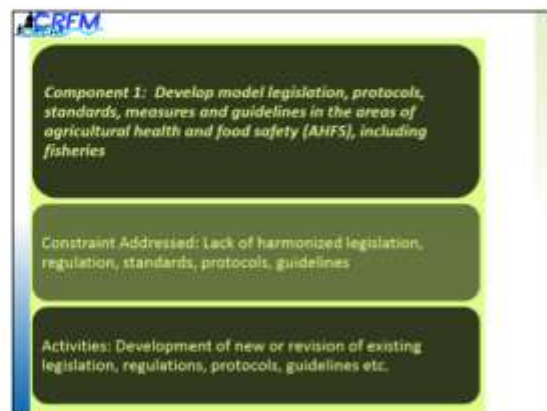 CRFM
Component 1: Develop model legislation, protocols,
standards, measures and guidelines in the areas of
agricultural health and food safety (AHFS), including
fisheries
Constraint Addressed: Lack of harmonized legislation,
regulation, standards, protocols, guidelines
Activities: Development of new or revision of existing
legislation, regulations, protocols, guidelines etc.